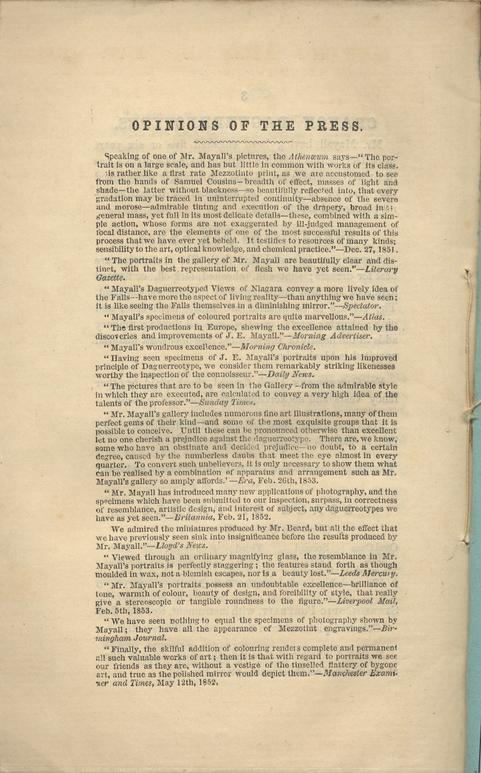 OPINIONS OF THE PRESS.
Speaking of one of Mr. Mayall's pictures, the Athenæum says—"The por-
trait is on a large scale, and has but little in common with works of its class.
is rather like a first rate Mezzotinto print, as we are accustomed to see
from the hands of Samuel Cousins—breadth of effect, masses of light and
shade—the latter without blackness—so beautifully reflected into, that every
gradation may be traced in uninterrupted continuity—absence of the severe
and morose—admirable tinting and execution of the drapery, broad in its
general mass, yet full in its most delicate details—these, combined with a sim-
ple action, whose forms are not exaggerated by ill-judged management of
focal distance, are the elements of one of the most successful results of this
process that we have ever yet beheld. It testifies to resources of many kinds;
sensibility to the art, optical knowledge, and chemical practice."—Dec. 27, 1851.
"The portraits in the gallery of Mr. Mayall are beautifully clear and dis-
tinct, with the best representation of flesh we have yet seen."—Literary
Gazette.
"Mayall's Daguerreotyped Views of Niagara convey a more lively idea of
the Falls—have more the aspect of living reality—than anything we have seen;
it is like seeing the Falls themselves in a diminishing mirror."—Spectator.
"Mayall's specimens of coloured portraits are quite marvellous."—Atlas.
"The first productions in Europe, shewing the excellence attained by the
discoveries and improvements of J. E. Mayall."—Morning Advertiser.
"Mayall's wondrous excellence."—Morning Chronicle.
"Having seen specimens of J. E. Mayall's portraits upon his improved
principle of Daguerreotype, we consider them remarkably striking likenesses
worthy the inspection of the connoisseur."—Daily News.
"The pictures that are to be seen in the Gallery—from the admirable style
in which they are executed, are calculated to convey a very high idea of the
talents of the professor."—Sunday Times.
"Mr. Mayall's gallery includes numerous fine art illustrations, many of them
perfect gems of their kind—and some of the most exquisite groups that it is
possible to conceive. Until these can be pronounced otherwise than excellent
let no one cherish a prejudice against the daguerreotype. There are, we know,
some who have an obstinate and decided prejudice—no doubt, to a certain
degree, caused by the numberless daubs that meet the eye almost in every
quarter. To convert such unbelievers, it is only necessary to show them what
can be realised by a combination of apparatus and arrangement such as Mr.
Mayall's gallery so amply affords.'—Era, Feb. 26th, 1853.
"Mr. Mayall has introduced many new applications of photography, and the
specimens which have been submitted to our inspection, surpass, in correctness
of resemblance, artistic design, and interest of subject, any daguerreotypes we
have as yet seen."—Britannia, Feb. 21, 1852.
We admired the miniatures produced by Mr. Beard, but all the effect that
we have previously seen sink into insignificance before the results produced by
Mr. Mayall."—Lloyd's News.
"Viewed through an ordinary magnifying glass, the resemblance in Mr.
Mayall's portraits is perfectly staggering; the features stand forth as though
moulded in wax, not a blemish escapes, nor is a beauty lost."—Leeds Mercury.
"Mr. Mayall's portraits possess an undoubtable excellence—brilliance of
tone, warmth of colour, beauty of design, and forcibility of style, that really
give a stereoscopic or tangible roundness to the figure."—Liverpool Mail,
Feb. 5th, 1853.
"We have seen nothing to equal the specimens of photography shown by
Mayall; they have all the appearance of Mezzotint engravings."—Bir-
mingham Journal.
"Finally, the skilful addition of colouring renders complete and permanent
all such valuable works of art; then it is that with regard to portraits we see
our friends as they are, without a vestige of the tinselled flattery of bygone
art, and true as the polished mirror would depict them."—Manchester Exami-
ner and Times, May 12th, 1852.